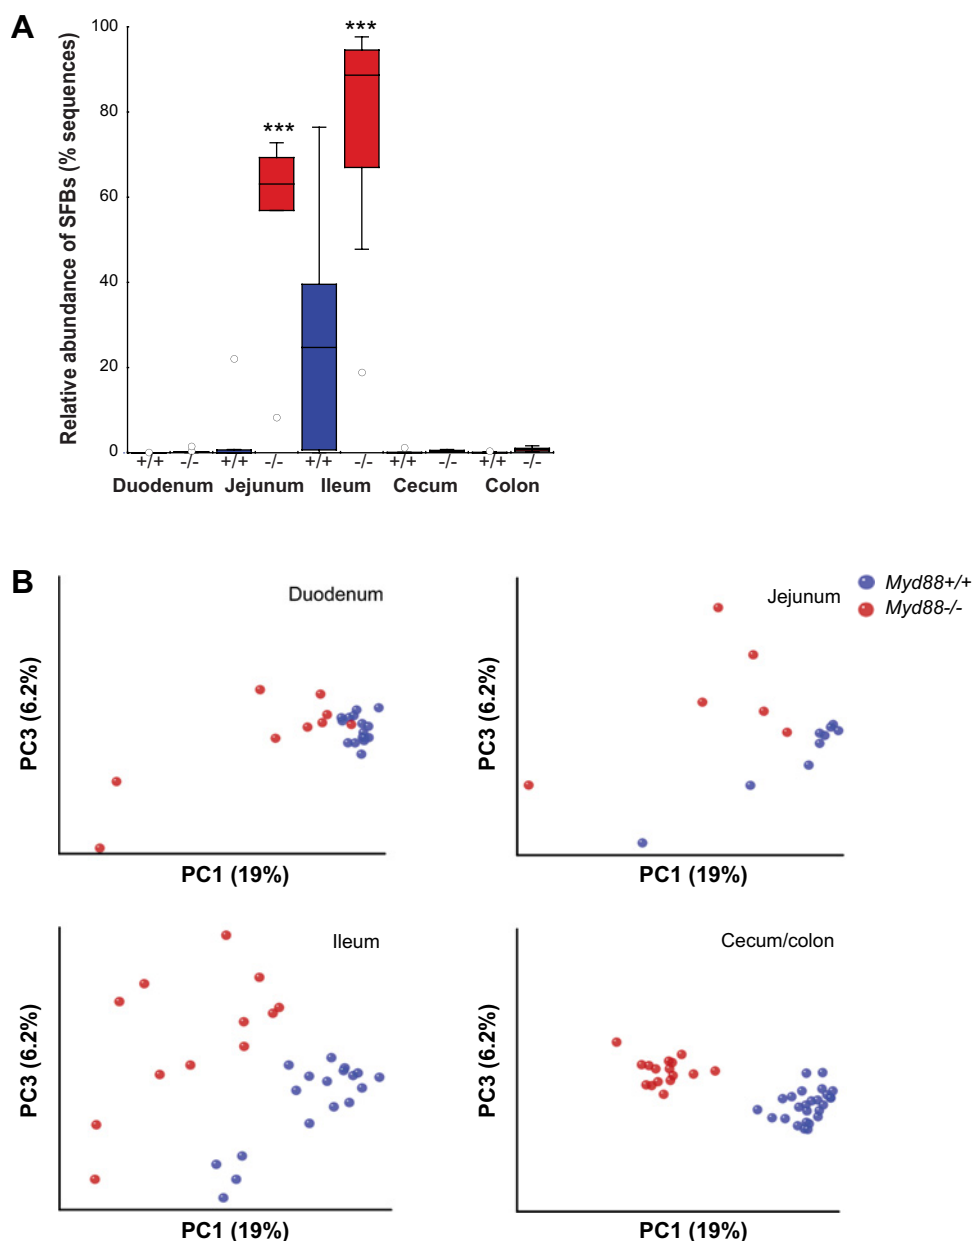 A
Relative abundance of SFBs (% sequences)
100
80
60
40
20
0
***
***
+/+ -/- +/+ -/- +/+ -/- +/+ -/- +/+ -/-
Duodenum Jejunum Ileum Cecum Colon
B
Duodenum
PC3 (6.2%)
PC1 (19%)
Jejunum
PC3 (6.2%)
PC1 (19%)
Myd88+/+
Myd88-/-
Ileum
PC3 (6.2%)
PC1 (19%)
Cecum/colon
PC3 (6.2%)
PC1 (19%)